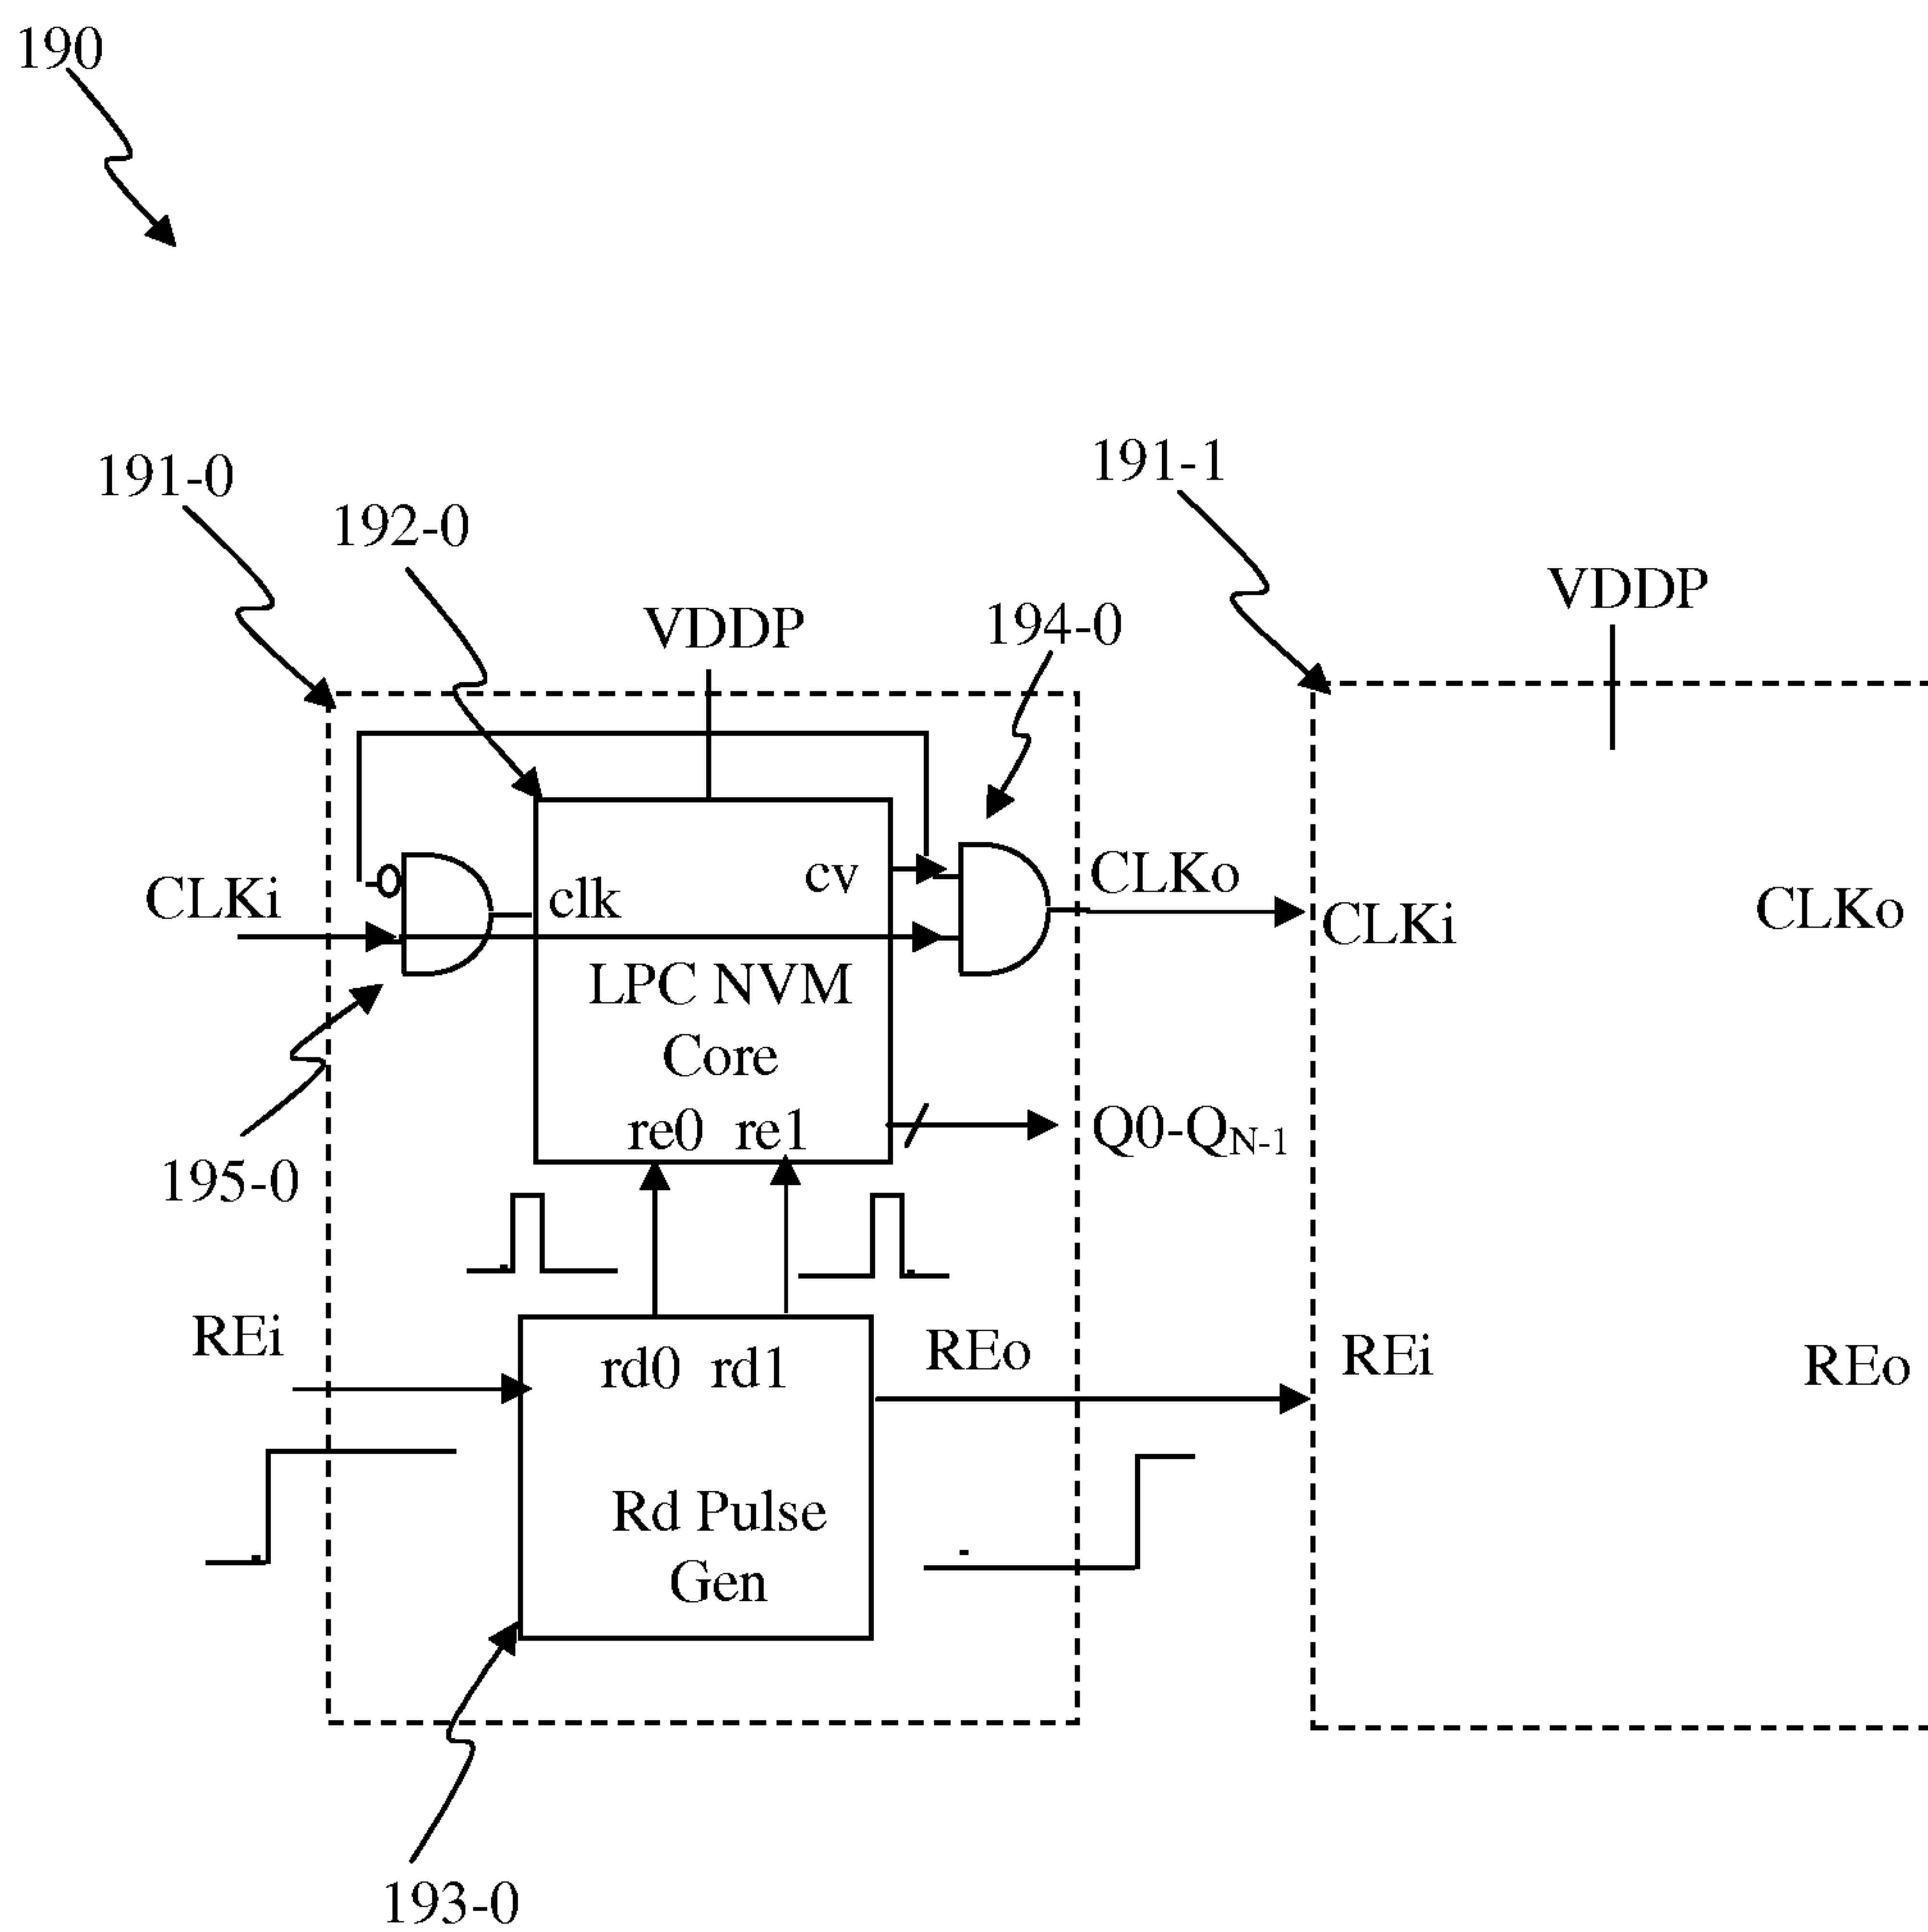 190
191-0
192-0
191-1
VDDP
194-0
VDDP
CLKi
clk
cv
CLKo
CLKi
CLKo
LPC NVM
Core
re0 re1
Q0-QN-1
195-0
REi
rd0 rd1
REo
REi
REo
Rd Pulse
Gen
193-0